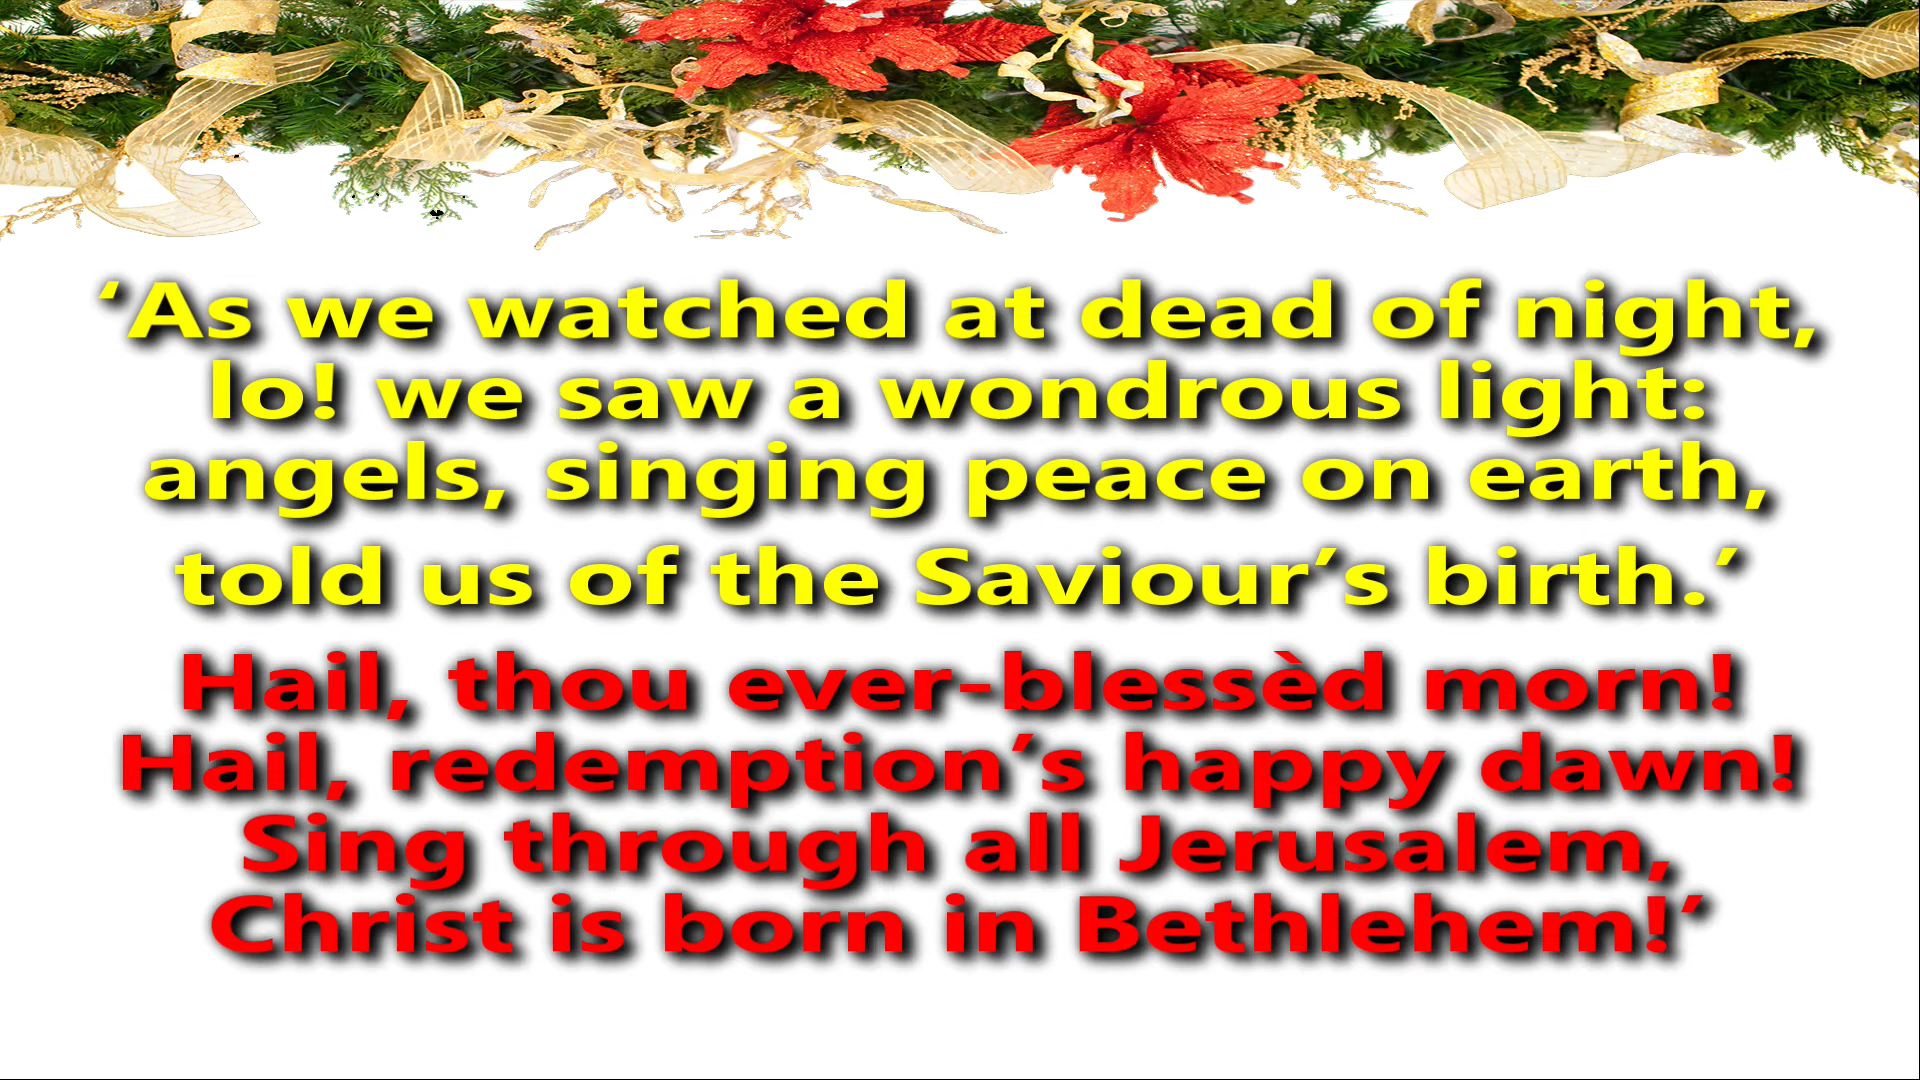 ‘As we watched at dead of night,
lo! we saw a wondrous light:
angels, singing peace on earth,
told us of the Saviour’s birth.’
Hail, thou ever-blessèd morn!
Hail, redemption’s happy dawn!
Sing through all Jerusalem,
Christ is born in Bethlehem!’